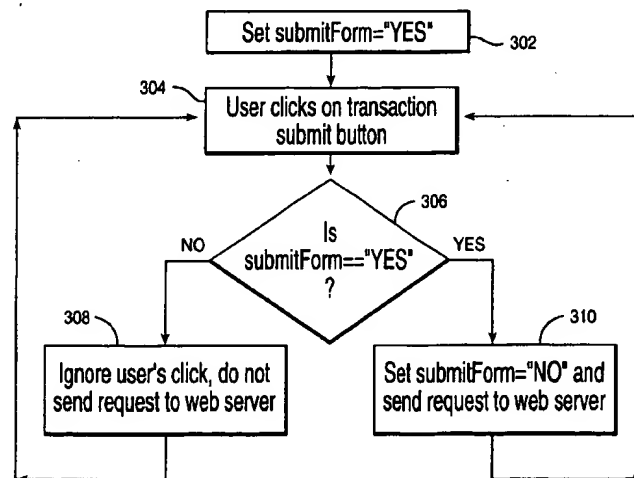 Set submitForm="YES"
302
304
User clicks on transaction
submit button
306
Is
submitForm=="YES"
?
NO
YES
308
310
Ignore user's click, do not
send request to web server
Set submitForm="NO" and
send request to web server